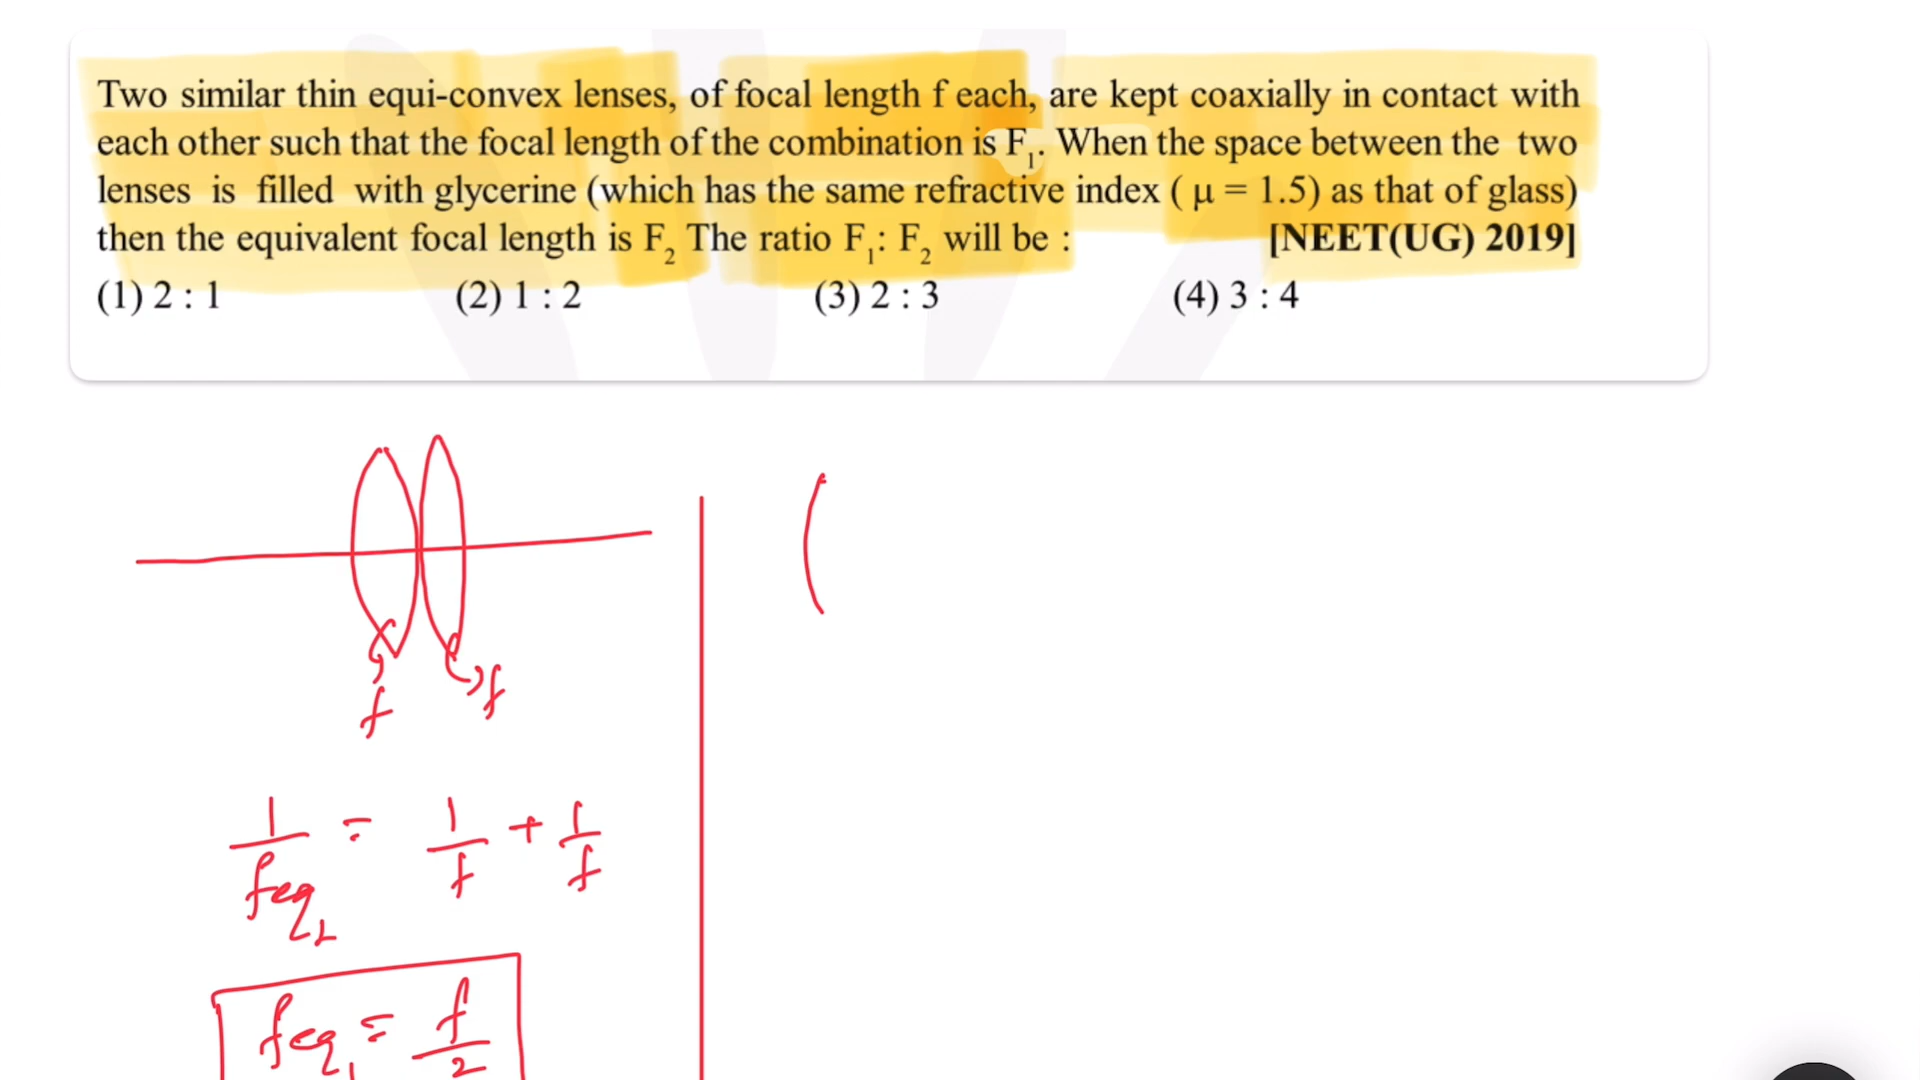 Two similar thin equi-convex lenses, of focal length f each, are kept coaxially in contact with
each other such that the focal length of the combination is F₁. When the space between the two
lenses is filled with glycerine (which has the same refractive index ( μ = 1.5) as that of glass)
then the equivalent focal length is F₂ The ratio F₁: F₂ will be : [NEET(UG) 2019]
(1) 2 : 1 (2) 1 : 2 (3) 2 : 3 (4) 3 : 4
f f
1/feq₁ = 1/f + 1/f
feq₁ = f/2